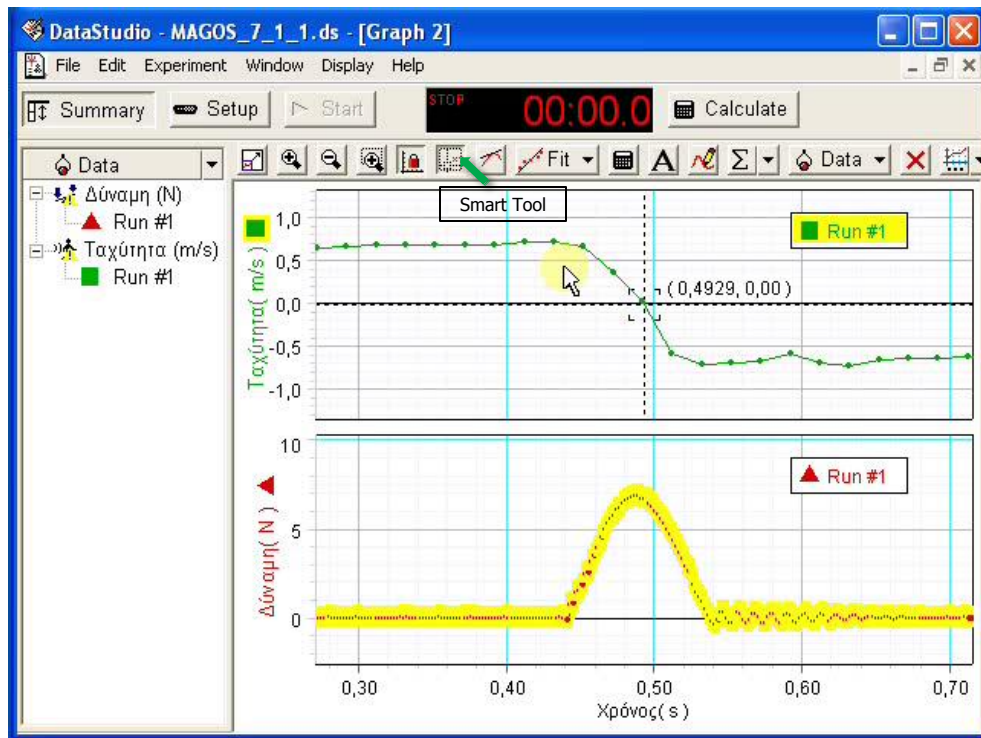 DataStudio - MAGOS_7_1_1.ds - [Graph 2]
File Edit Experiment Window Display Help
Summary Setup Start STOP 00:00.0 Calculate
Data Fit A Σ Data
Smart Tool
Δύναμη (N)
Run #1
Ταχύτητα (m/s)
Run #1
Ταχύτητα( m/s )
1,0
0,5
0,0
-0,5
-1,0
Run #1
( 0,4929, 0,00 )
Δύναμη( N )
10
5
0
Run #1
0,30 0,40 0,50 0,60 0,70
Χρόνος( s )